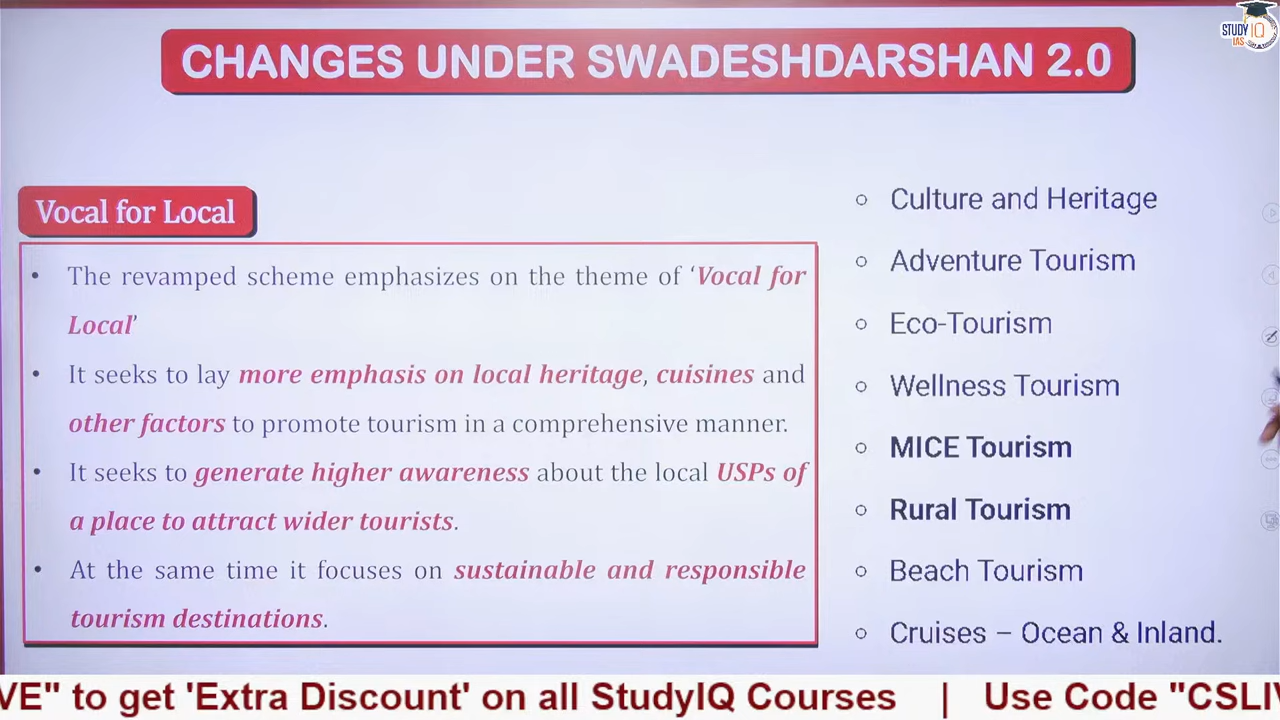 STUDY IQ
IAS
CHANGES UNDER SWADESHDARSHAN 2.0
Vocal for Local
• The revamped scheme emphasizes on the theme of ‘Vocal for
Local’
• It seeks to lay more emphasis on local heritage, cuisines and
other factors to promote tourism in a comprehensive manner.
• It seeks to generate higher awareness about the local USPs of
a place to attract wider tourists.
• At the same time it focuses on sustainable and responsible
tourism destinations.
○ Culture and Heritage
○ Adventure Tourism
○ Eco-Tourism
○ Wellness Tourism
○ MICE Tourism
○ Rural Tourism
○ Beach Tourism
○ Cruises – Ocean & Inland.
VE" to get 'Extra Discount' on all StudyIQ Courses | Use Code "CSLIV